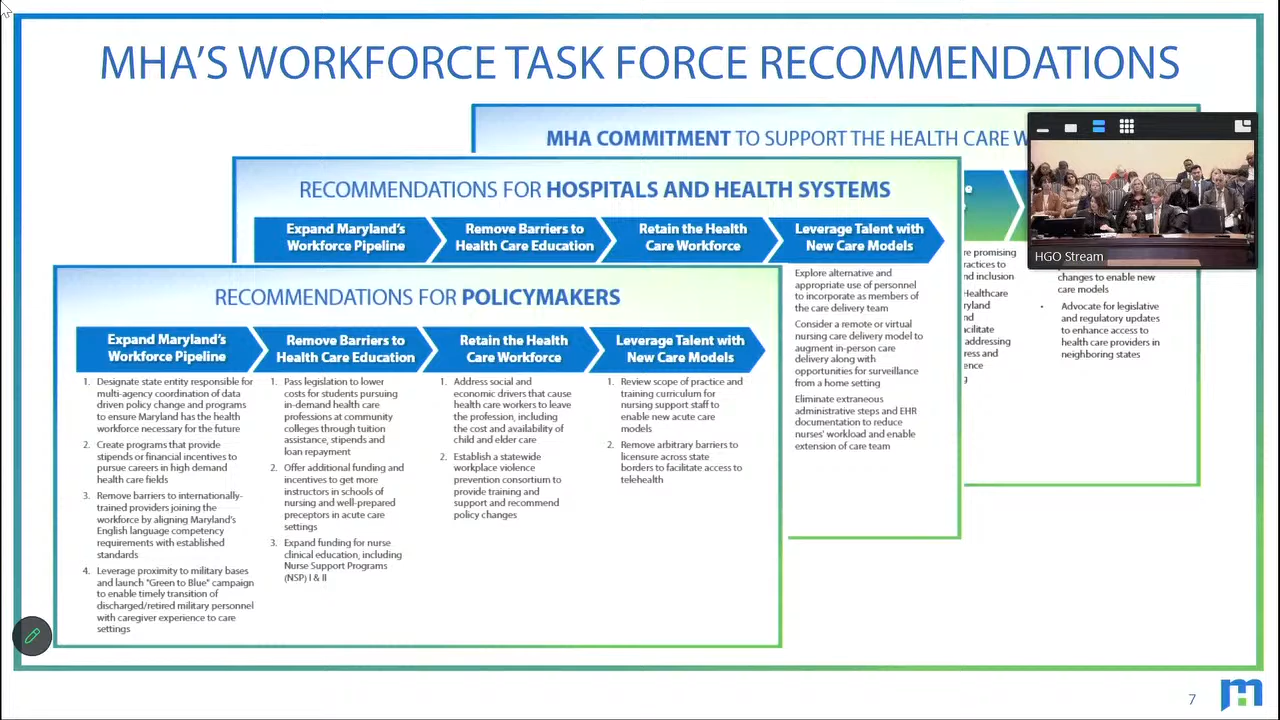 MHA'S WORKFORCE TASK FORCE RECOMMENDATIONS
MHA COMMITMENT TO SUPPORT THE HEALTH CARE
HGO Stream
RECOMMENDATIONS FOR HOSPITALS AND HEALTH SYSTEMS
Expand Maryland's
Workforce Pipeline
Remove Barriers to
Health Care Education
Retain the Health
Care Workforce
Leverage Talent with
New Care Models
Explore alternative and
appropriate use of personnel
to incorporate as members of
the care delivery team
Consider a remote or virtual
nursing care delivery model to
augment in-person care
delivery along with
opportunities for surveillance
from a home setting
Eliminate extraneous
administrative steps and EHR
documentation to reduce
nurses' workload and enable
extension of care team
promising
to
and inclusion
addressing
and
changes to enable new
care models
• Advocate for legislative
and regulatory updates
to enhance access to
health care providers in
neighboring states
RECOMMENDATIONS FOR POLICYMAKERS
Expand Maryland's
Workforce Pipeline
1. Designate state entity responsible for
multi-agency coordination of data
driven policy change and programs
to ensure Maryland has the health
workforce necessary for the future
2. Create programs that provide
stipends or financial incentives to
pursue careers in high demand
health care fields
3. Remove barriers to internationally-
trained providers joining the
workforce by aligning Maryland's
English language competency
requirements with established
standards
4. Leverage proximity to military bases
and launch "Green to Blue" campaign
to enable timely transition of
discharged/retired military personnel
with caregiver experience to care
settings
Remove Barriers to
Health Care Education
1. Pass legislation to lower
costs for students pursuing
in-demand health care
professions at community
colleges through tuition
assistance, stipends and
loan repayment
2. Offer additional funding and
incentives to get more
instructors in schools of
nursing and well-prepared
preceptors in acute care
settings
3. Expand funding for nurse
clinical education, including
Nurse Support Programs
(NSP) I & II
Retain the Health
Care Workforce
1. Address social and
economic drivers that cause
health care workers to leave
the profession, including
the cost and availability of
child and elder care
2. Establish a statewide
workplace violence
prevention consortium to
provide training and
support and recommend
policy changes
Leverage Talent with
New Care Models
1. Review scope of practice and
training curriculum for
nursing support staff to
enable new acute care
models
2. Remove arbitrary barriers to
licensure across state
borders to facilitate access to
telehealth
7